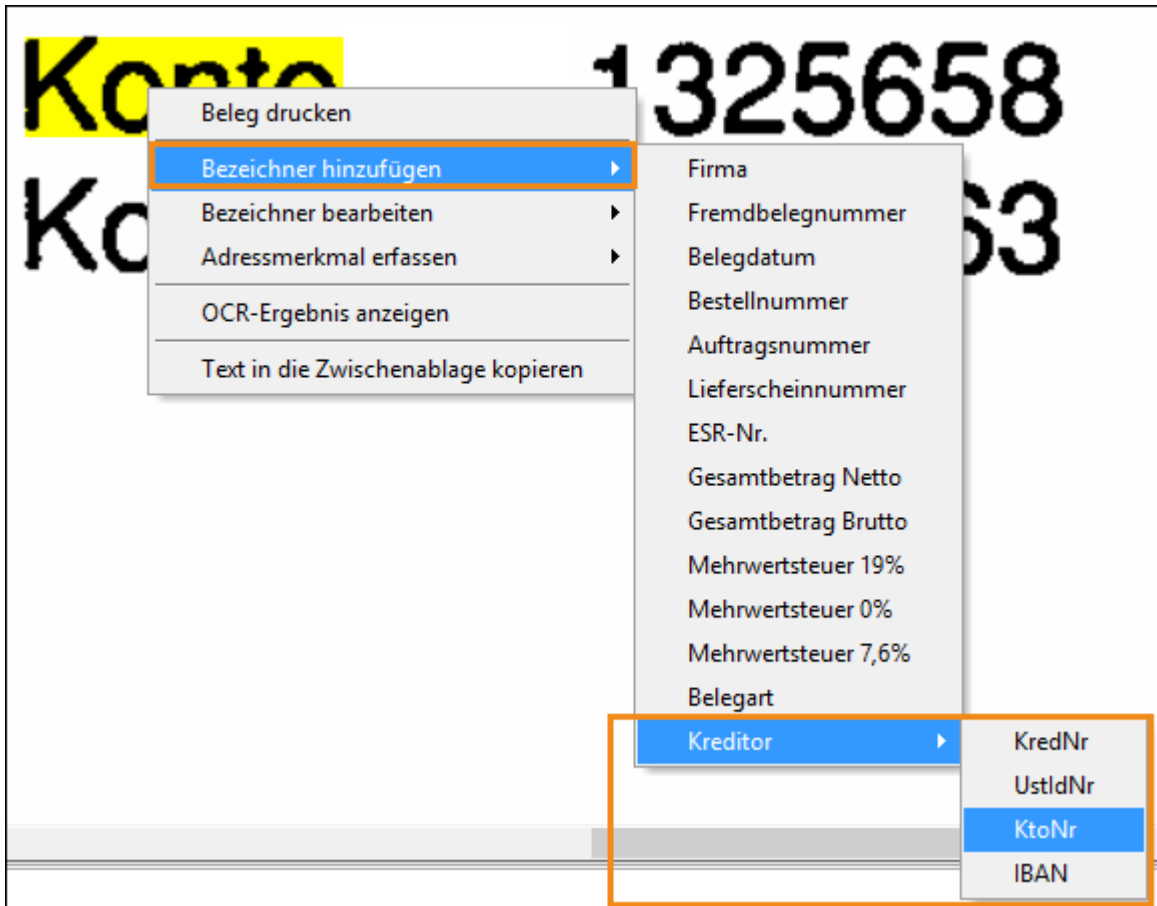 Konto 1325658
Beleg drucken
Bezeichner hinzufügen
Bezeichner bearbeiten
Adressmerkmal erfassen
OCR-Ergebnis anzeigen
Text in die Zwischenablage kopieren
Firma
Fremdbelegnummer
Belegdatum
Bestellnummer
Auftragsnummer
Lieferscheinnummer
ESR-Nr.
Gesamtbetrag Netto
Gesamtbetrag Brutto
Mehrwertsteuer 19%
Mehrwertsteuer 0%
Mehrwertsteuer 7,6%
Belegart
Kreditor
KredNr
UstIdNr
KtoNr
IBAN